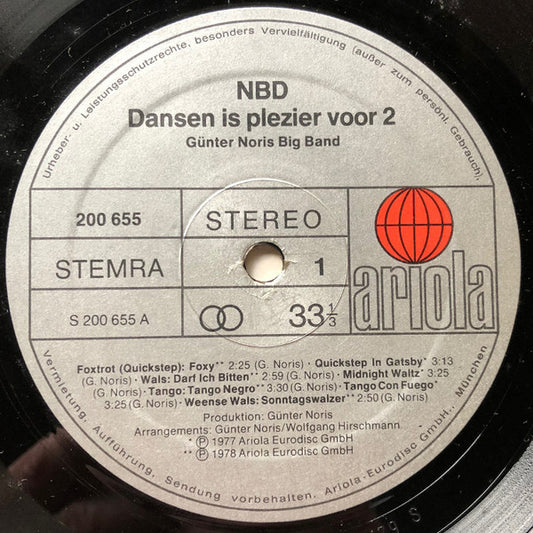 Urheber- u. Leistungsschutzrechte, besonders Vervielfältigung (außer zum persönl. Gebrauch).
NBD
Dansen is plezier voor 2
Günter Noris Big Band
200 655
STEREO
STEMRA
1
ariola
S 200 655 A
33 1/3
Foxtrot (Quickstep): Foxy** 2:25 (G. Noris) · Quickstep In Gatsby* 3:13
(G. Noris) · Wals: Darf Ich Bitten** 2:59 (G. Noris) · Midnight Waltz* 3:25
(G. Noris) · Tango: Tango Negro** 3:30 (G. Noris) · Tango Con Fuego*
3:25 (G. Noris) · Weense Wals: Sonntagswalzer** 2:50 (G. Noris)
Produktion: Günter Noris
Arrangements: Günter Noris/Wolfgang Hirschmann
* Ⓟ 1977 Ariola Eurodisc GmbH
** Ⓟ 1978 Ariola Eurodisc GmbH
Vermietung, Aufführung, Sendung vorbehalten. Ariola-Eurodisc GmbH., München